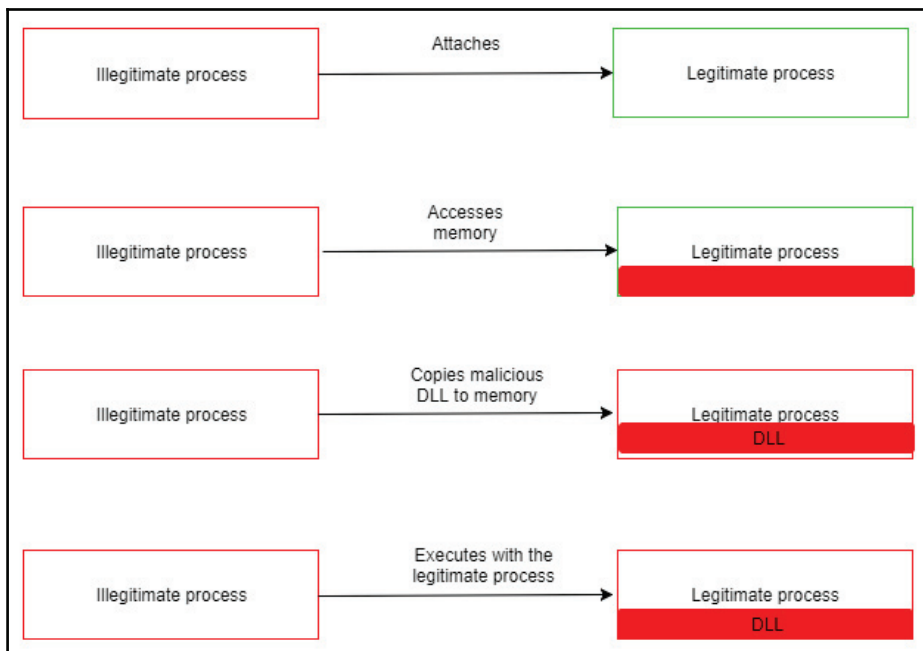 Illegitimate process
Attaches
Legitimate process
Illegitimate process
Accesses
memory
Legitimate process
Illegitimate process
Copies malicious
DLL to memory
Legitimate process
DLL
Illegitimate process
Executes with the
legitimate process
Legitimate process
DLL